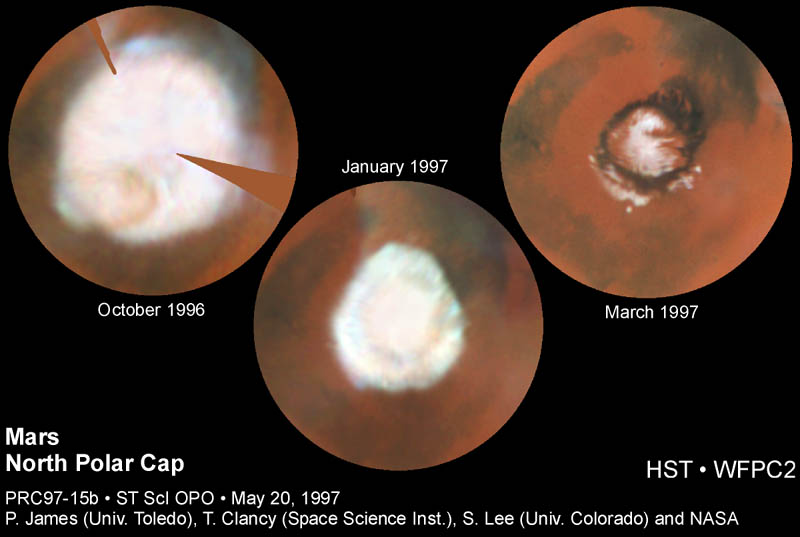 October 1996
January 1997
March 1997
Mars
North Polar Cap
HST • WFPC2
PRC97-15b • ST ScI OPO • May 20, 1997
P. James (Univ. Toledo), T. Clancy (Space Science Inst.), S. Lee (Univ. Colorado) and NASA